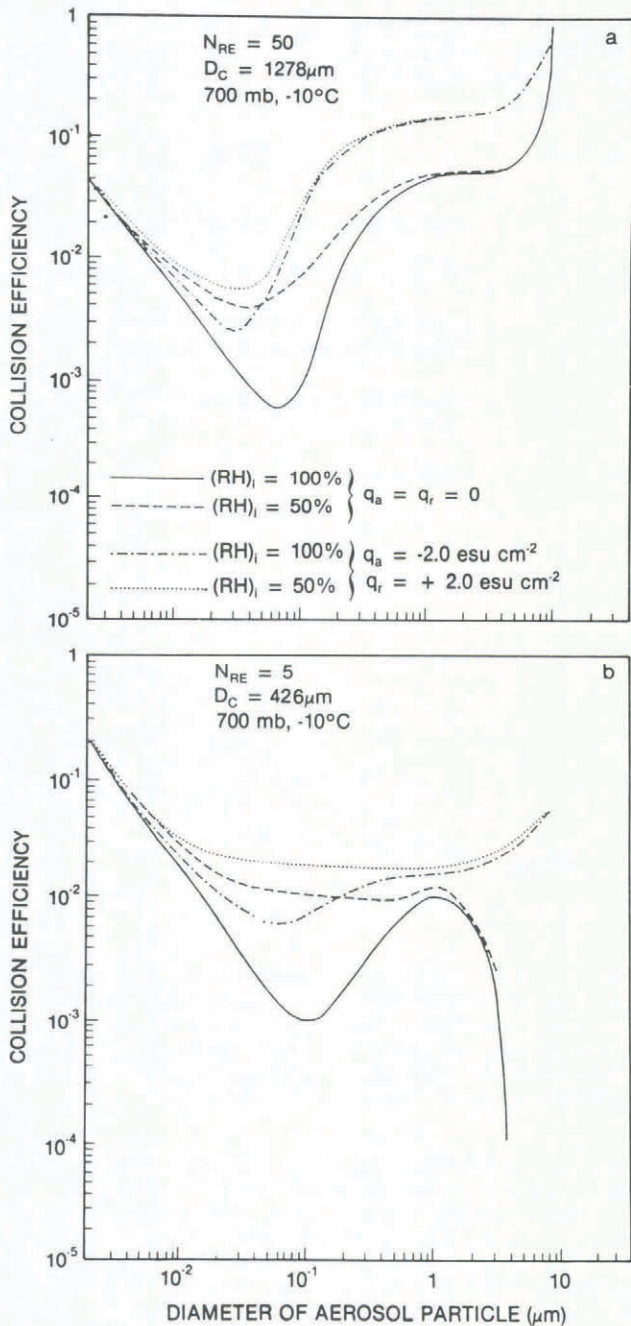 a
N_RE = 50
D_C = 1278μm
700 mb, -10°C
1
10^-1
10^-2
10^-3
10^-4
10^-5
COLLISION EFFICIENCY
(RH)_i = 100%
(RH)_i = 50%
q_a = q_r = 0
(RH)_i = 100%
(RH)_i = 50%
q_a = -2.0 esu cm^-2
q_r = + 2.0 esu cm^-2
b
N_RE = 5
D_C = 426μm
700 mb, -10°C
1
10^-1
10^-2
10^-3
10^-4
10^-5
COLLISION EFFICIENCY
10^-2 10^-1 1 10
DIAMETER OF AEROSOL PARTICLE (μm)